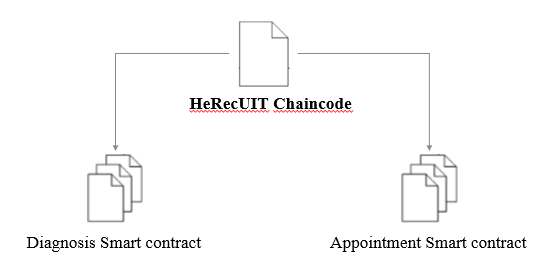 HeRecUIT Chaincode
Diagnosis Smart contract
Appointment Smart contract